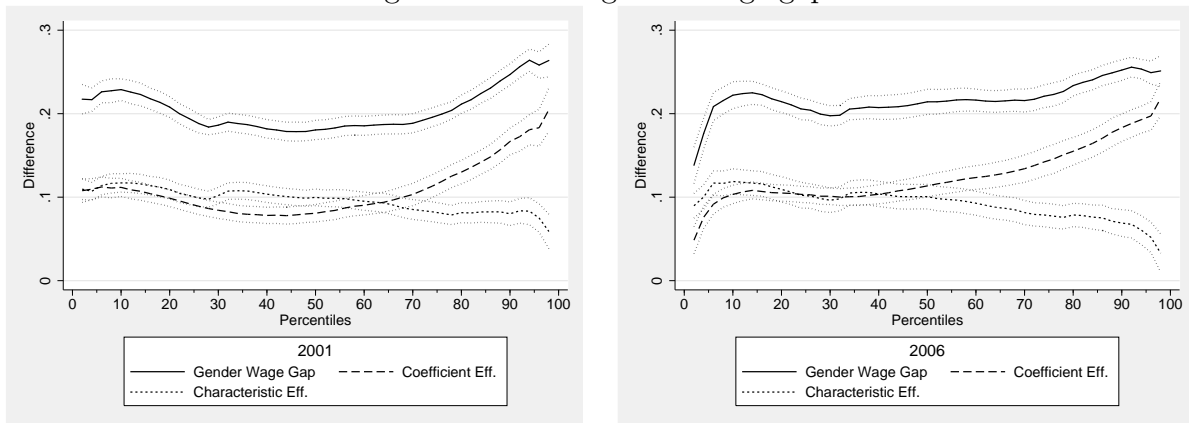 .3
.2
.1
0
Difference
0 10 20 30 40 50 60 70 80 90 100
Percentiles
2001
Gender Wage Gap
Coefficient Eff.
Characteristic Eff.
.3
.2
.1
0
Difference
0 10 20 30 40 50 60 70 80 90 100
Percentiles
2006
Gender Wage Gap
Coefficient Eff.
Characteristic Eff.